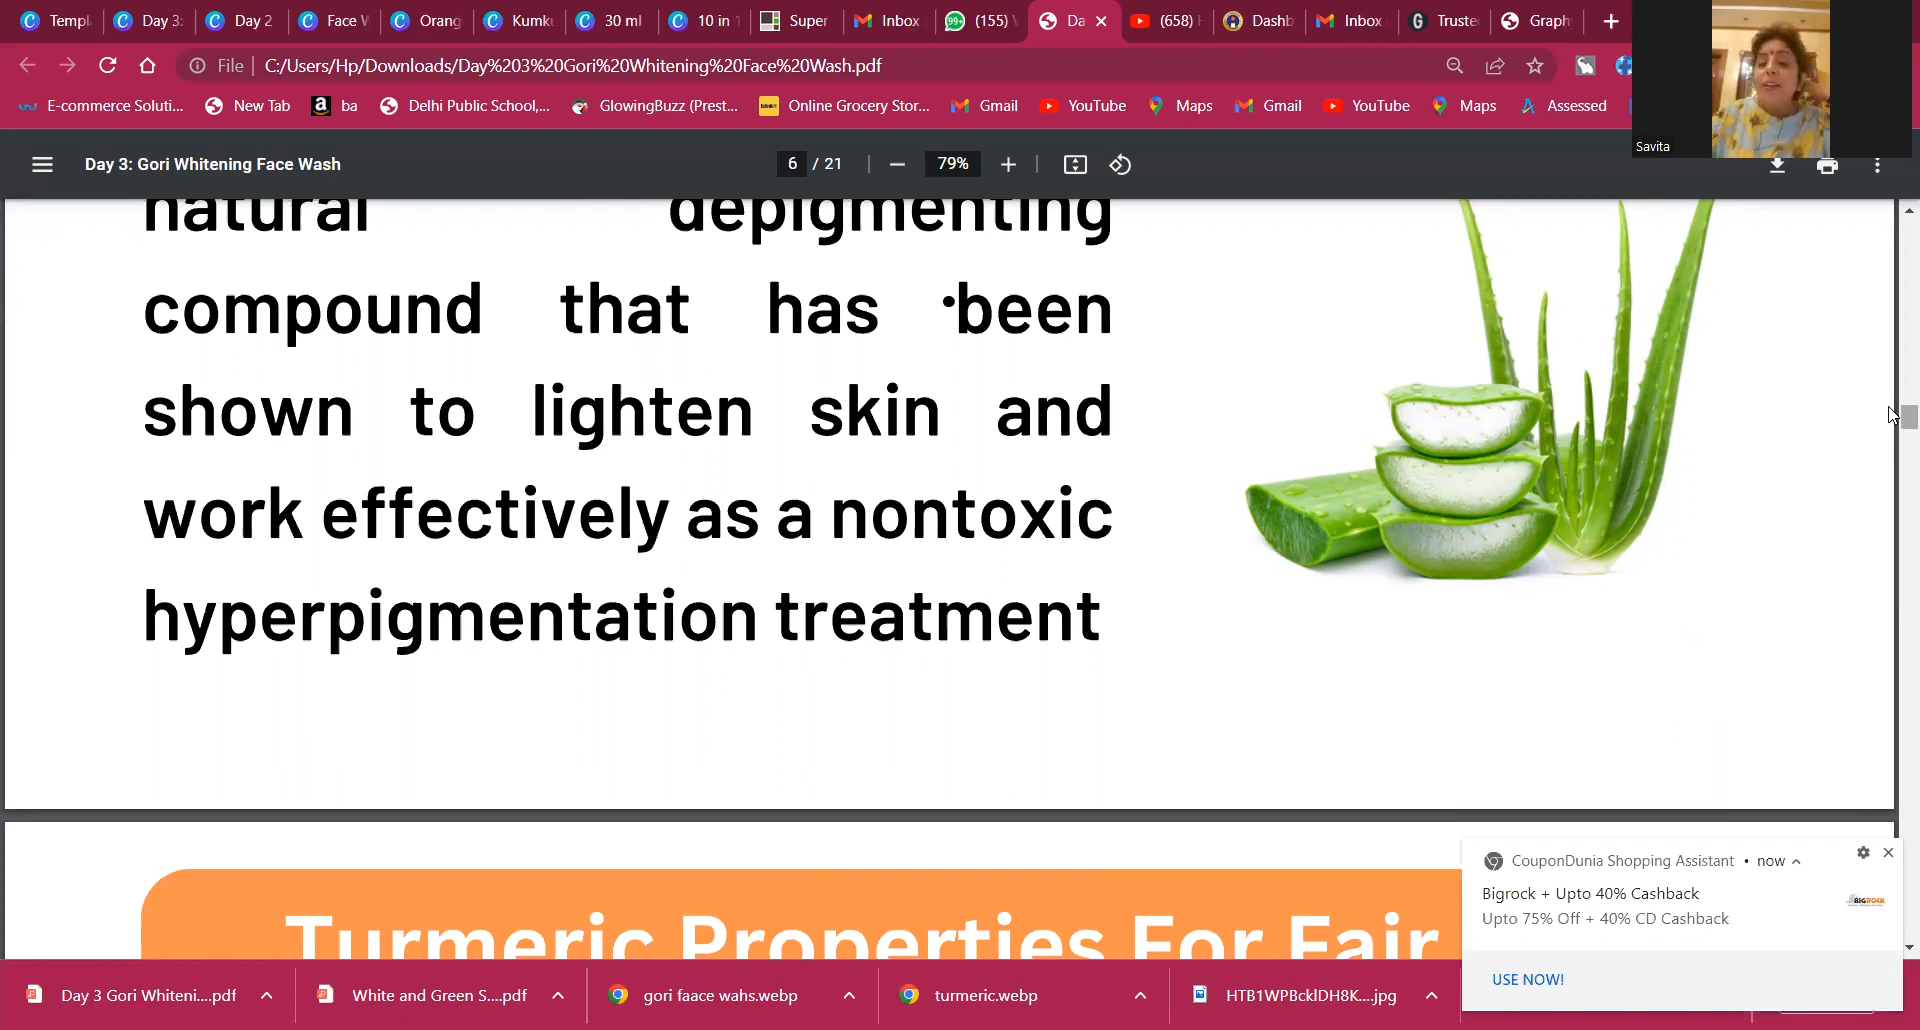 Templ Day 3: Day 2 Face W Orang Kumku 30 ml 10 in 1 Super Inbox 99+ (155) Da (658) Dashb Inbox Truste Graph
File C:/Users/Hp/Downloads/Day%203%20Gori%20Whitening%20Face%20Wash.pdf
E-commerce Soluti... New Tab ba Delhi Public School,... GlowingBuzz (Prest... Online Grocery Stor... Gmail YouTube Maps Gmail YouTube Maps Assessed
Savita
Day 3: Gori Whitening Face Wash 6 / 21 79%
natural depigmenting
compound that has been
shown to lighten skin and
work effectively as a nontoxic
hyperpigmentation treatment
Turmeric Properties For Fair
CouponDunia Shopping Assistant • now
Bigrock + Upto 40% Cashback
BIGROCK
Upto 75% Off + 40% CD Cashback
USE NOW!
Day 3 Gori Whiteni....pdf White and Green S....pdf gori faace wahs.webp turmeric.webp HTB1WPBcklDH8K....jpg